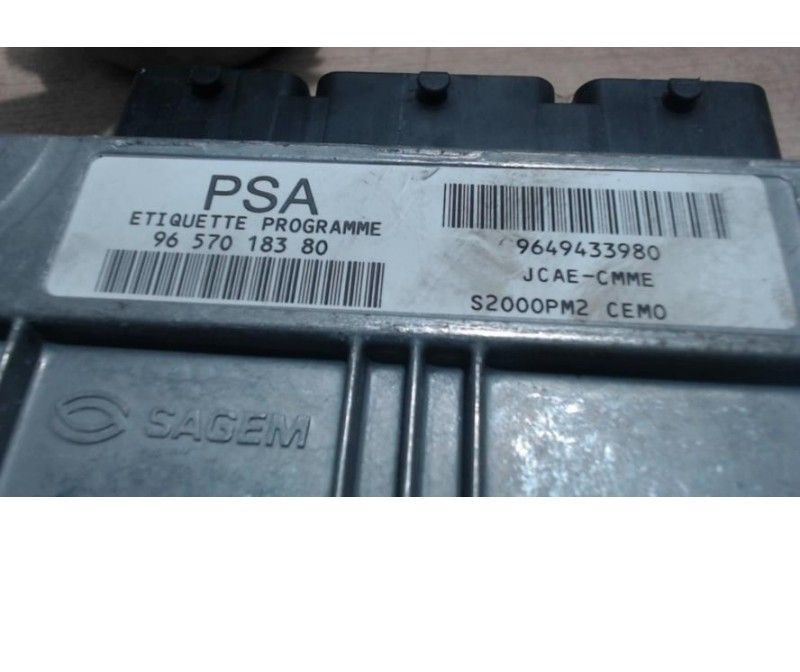 PSA
ETIQUETTE PROGRAMME
96 570 183 80
9649433980
JCAE-CMME
S2000PM2 CEMO
SAGEM